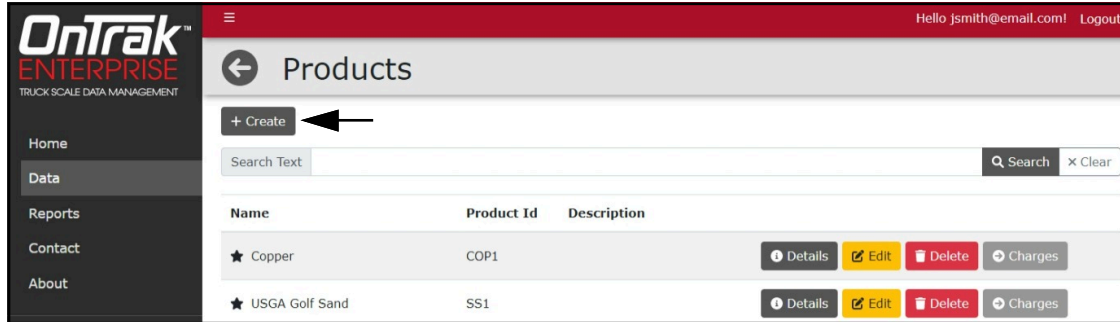 OnTrak™
ENTERPRISE
TRUCK SCALE DATA MANAGEMENT
Home
Data
Reports
Contact
About
Hello jsmith@email.com! Logout
Products
+ Create
Search Text Search × Clear
Name Product Id Description
Copper COP1 Details Edit Delete Charges
USGA Golf Sand SS1 Details Edit Delete Charges